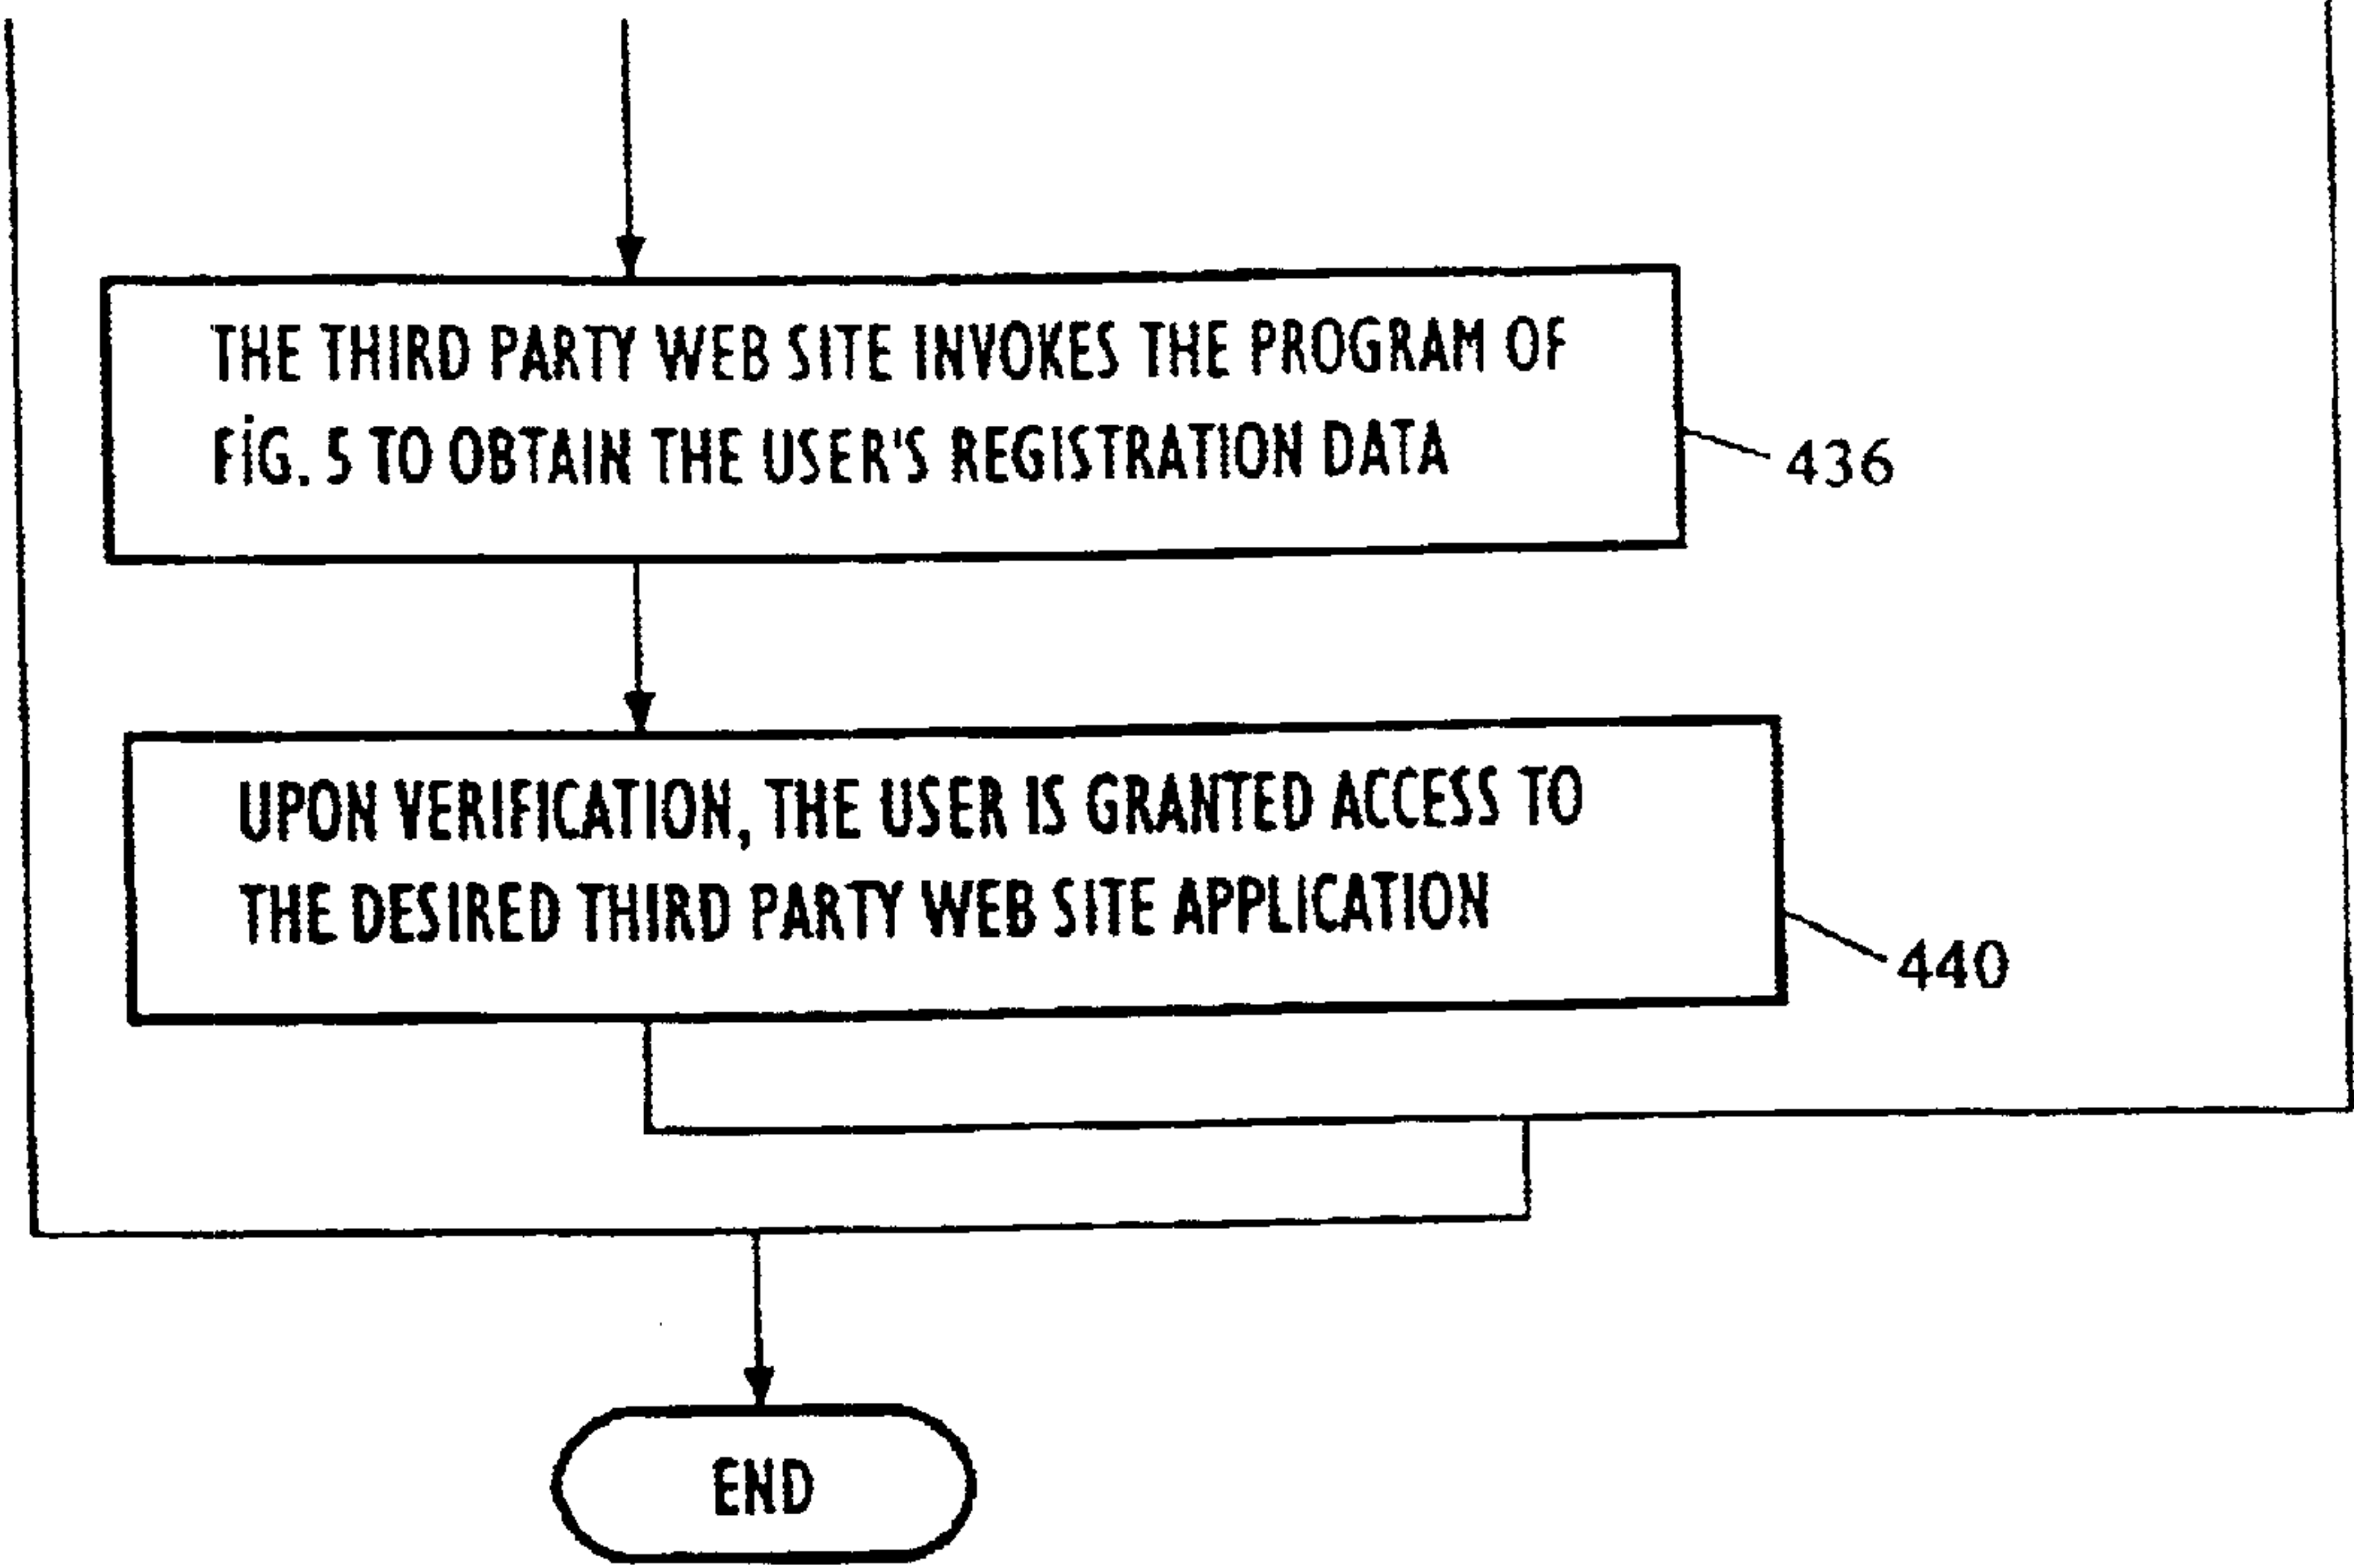 THE THIRD PARTY WEB SITE INVOKES THE PROGRAM OF
FIG. 5 TO OBTAIN THE USER'S REGISTRATION DATA
436
UPON VERIFICATION, THE USER IS GRANTED ACCESS TO
THE DESIRED THIRD PARTY WEB SITE APPLICATION
440
END